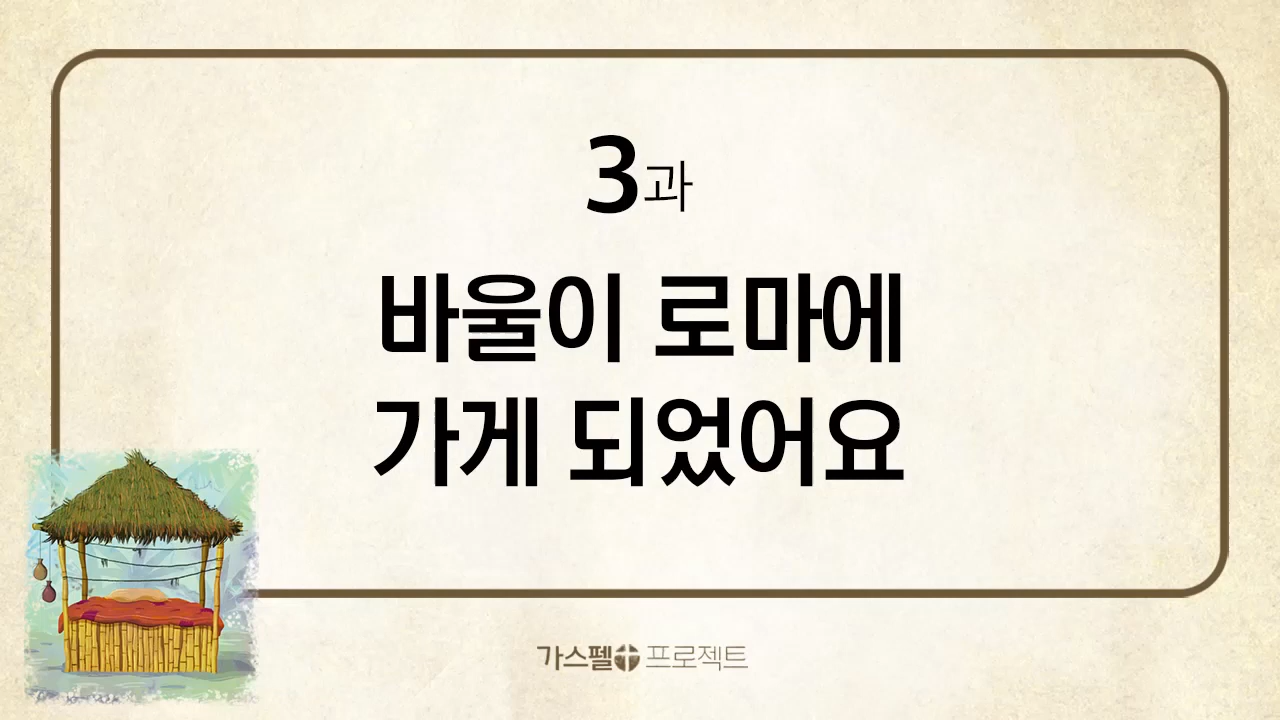 3과
바울이 로마에
가게 되었어요
가스펠 프로젝트